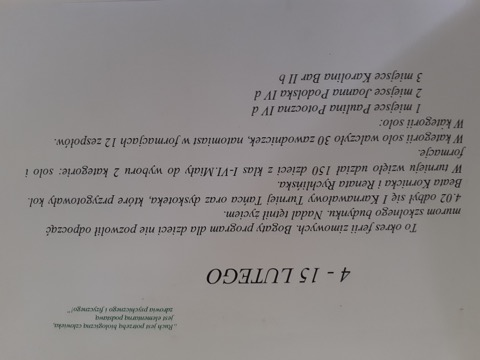 „Ruch jest potrzebą biologiczną człowieka,
jest elementarną podstawą
zdrowia psychicznego i fizycznego”
4 - 15 LUTEGO
To okres ferii zimowych. Bogaty program dla dzieci nie pozwolił odpocząć
murom szkolnego budynku. Nadal tętnił życiem.
4.02 odbył się I Karnawałowy Turniej Tańca oraz dyskoteka, które przygotowały kol.
Beata Kornicka i Renata Rychlińska.
W turnieju wzięło udział 150 dzieci z klas I-VI.Miały do wyboru 2 kategorie: solo i
formacje.
W kategorii solo walczyło 30 zawodniczek, natomiast w formacjach 12 zespołów.
W kategorii solo:
1 miejsce Paulina Potoczna IV d
2 miejsce Joanna Podolska IV d
3 miejsce Karolina Bar II b